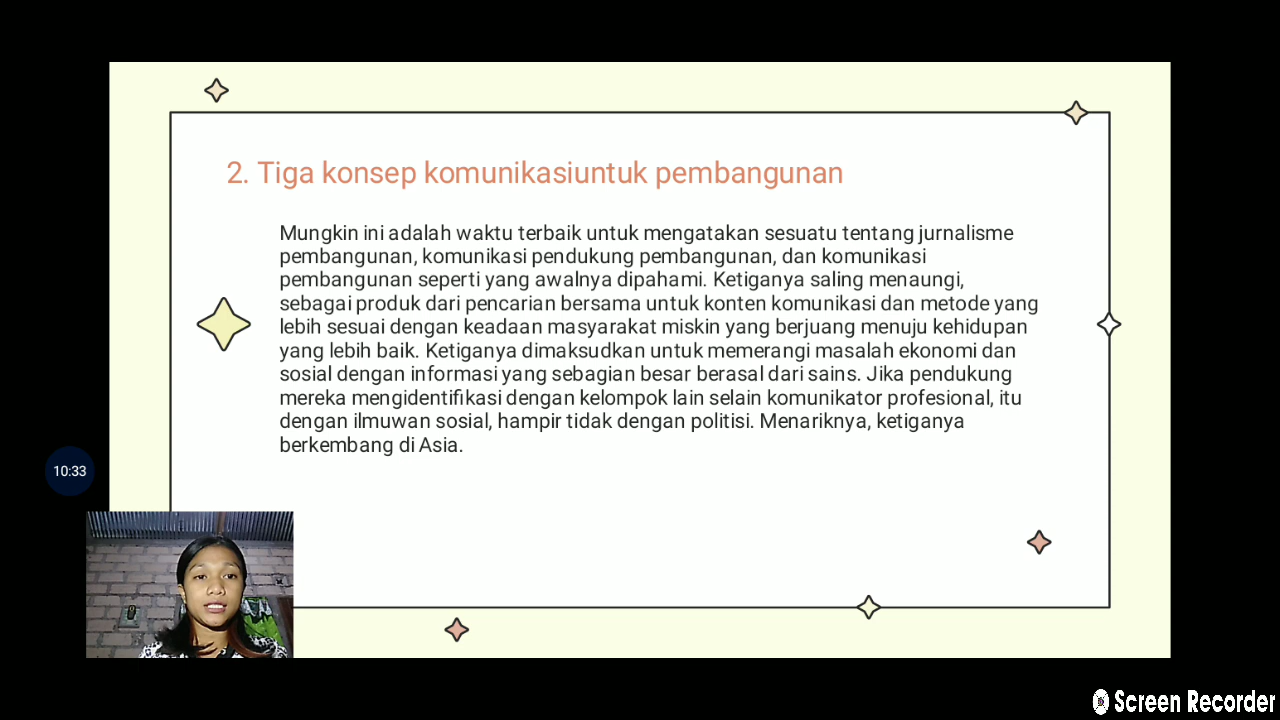 2. Tiga konsep komunikasiuntuk pembangunan
Mungkin ini adalah waktu terbaik untuk mengatakan sesuatu tentang jurnalisme
pembangunan, komunikasi pendukung pembangunan, dan komunikasi
pembangunan seperti yang awalnya dipahami. Ketiganya saling menaungi,
sebagai produk dari pencarian bersama untuk konten komunikasi dan metode yang
lebih sesuai dengan keadaan masyarakat miskin yang berjuang menuju kehidupan
yang lebih baik. Ketiganya dimaksudkan untuk memerangi masalah ekonomi dan
sosial dengan informasi yang sebagian besar berasal dari sains. Jika pendukung
mereka mengidentifikasi dengan kelompok lain selain komunikator profesional, itu
dengan ilmuwan sosial, hampir tidak dengan politisi. Menariknya, ketiganya
berkembang di Asia.
10:33
Screen Recorder